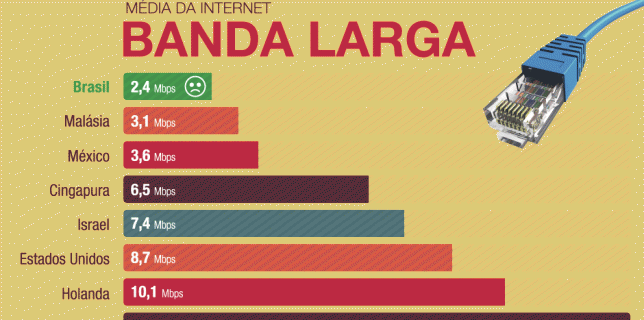 MÉDIA DA INTERNET
BANDA LARGA
Brasil 2,4 Mbps
Malásia 3,1 Mbps
México 3,6 Mbps
Cingapura 6,5 Mbps
Israel 7,4 Mbps
Estados Unidos 8,7 Mbps
Holanda 10,1 Mbps